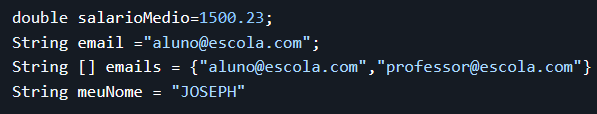 double salarioMedio=1500.23;
String email ="aluno@escola.com";
String [] emails = {"aluno@escola.com","professor@escola.com"}
String meuNome = "JOSEPH"